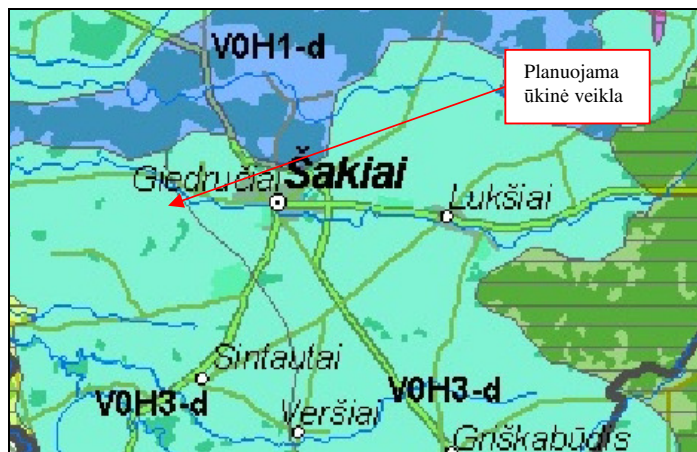 V0H1-d
Planuojama
ūkinė veikla
Giedručiai
Šakiai
Lukšiai
Sintautai
V0H3-d
V0H3-d
Veršiai
Griškabūdis